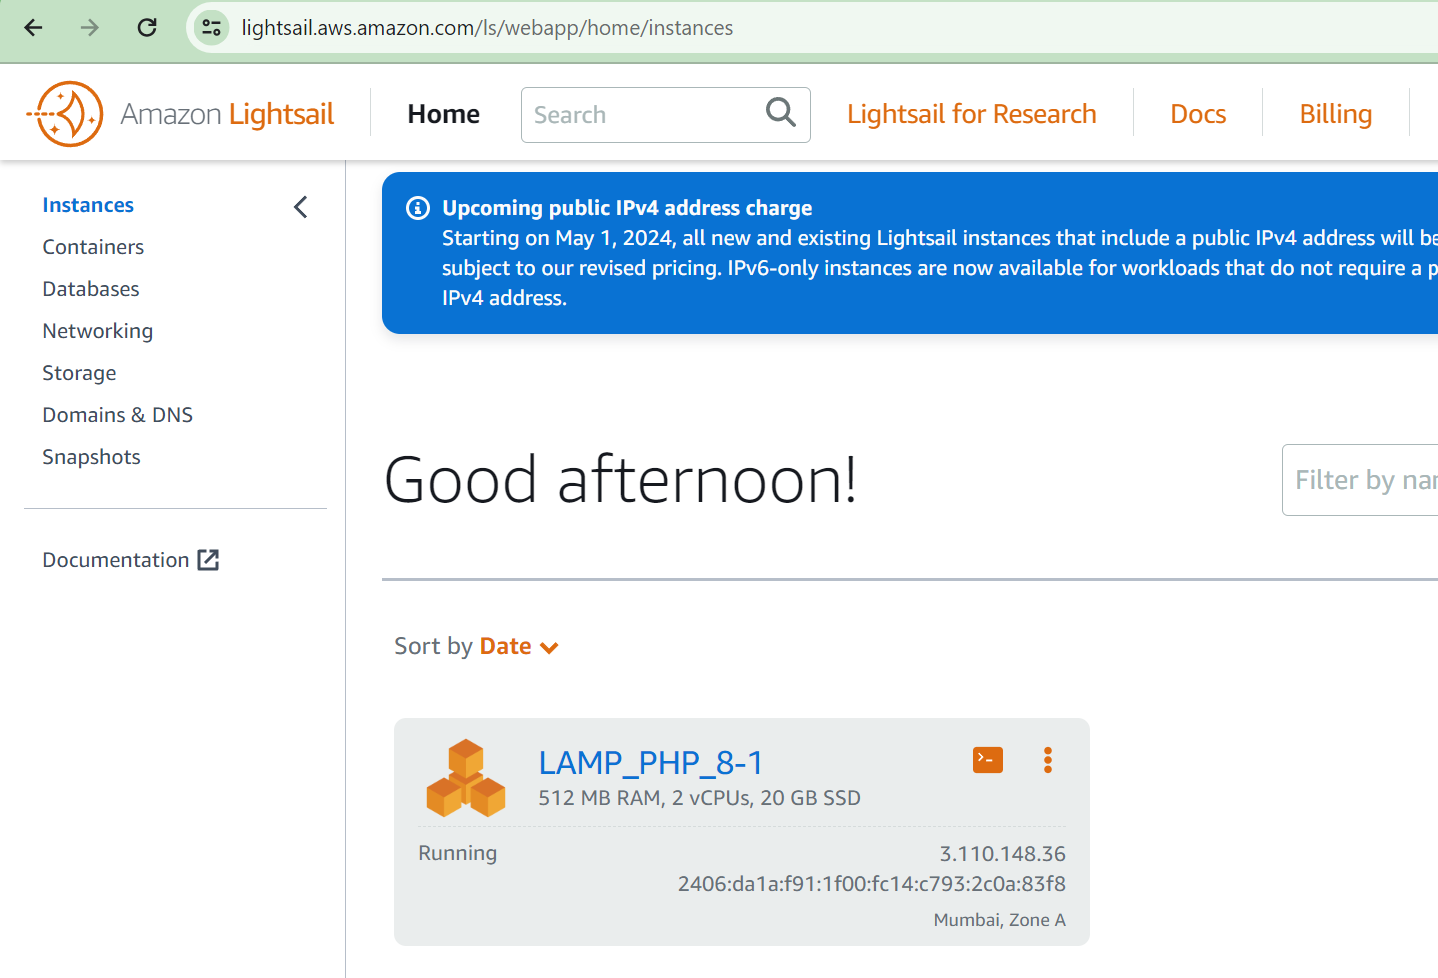 lightsail.aws.amazon.com/ls/webapp/home/instances
Amazon Lightsail
Home
Search
Lightsail for Research
Docs
Billing
Instances
Containers
Databases
Networking
Storage
Domains & DNS
Snapshots
Documentation
Upcoming public IPv4 address charge
Starting on May 1, 2024, all new and existing Lightsail instances that include a public IPv4 address will be
subject to our revised pricing. IPv6-only instances are now available for workloads that do not require a p
IPv4 address.
Good afternoon!
Filter by nar
Sort by Date
LAMP_PHP_8-1
512 MB RAM, 2 vCPUs, 20 GB SSD
Running
3.110.148.36
2406:da1a:f91:1f00:fc14:c793:2c0a:83f8
Mumbai, Zone A